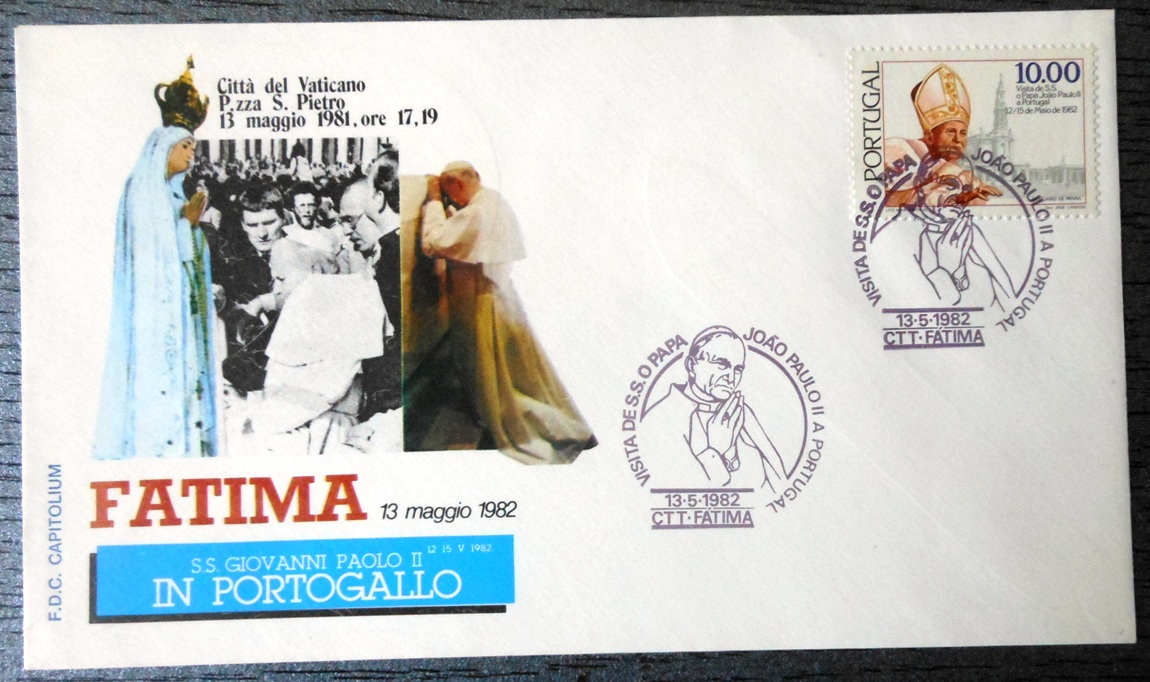 Città del Vaticano
P.zza S. Pietro
13 maggio 1981, ore 17,19
PORTUGAL
10.00
Visita de S.S.
o Papa João Paulo II
a Portugal
12/15 de Maio de 1982
VISITA DE S.S. O PAPA JOÃO PAULO II A PORTUGAL
13·5·1982
CTT·FÁTIMA
VISITA DE S.S. O PAPA JOÃO PAULO II A PORTUGAL
13·5·1982
CTT·FÁTIMA
FATIMA 13 maggio 1982
S.S. GIOVANNI PAOLO II 12 15 V 1982
IN PORTOGALLO
F.D.C. CAPITOLIUM